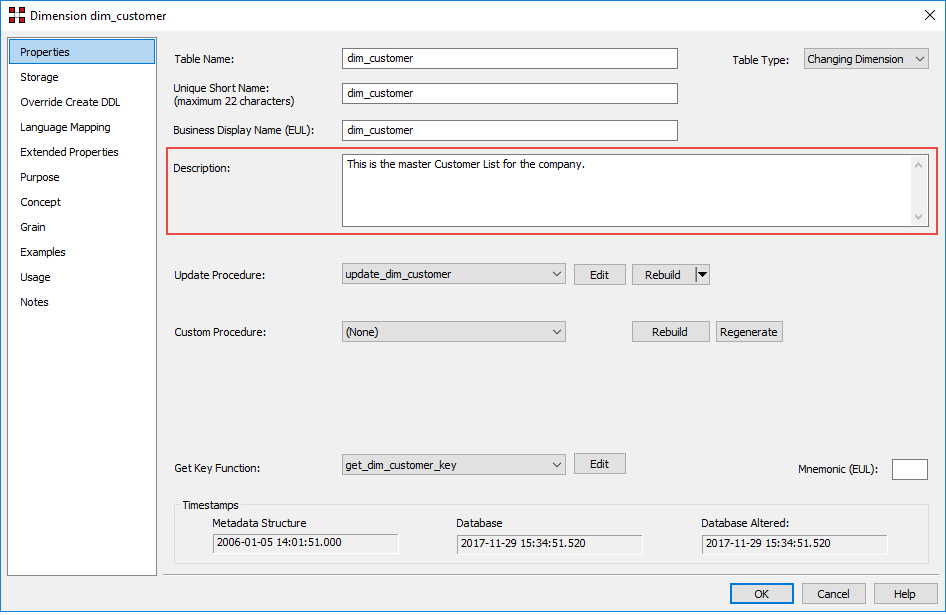 Dimension dim_customer
Properties
Storage
Override Create DDL
Language Mapping
Extended Properties
Purpose
Concept
Grain
Examples
Usage
Notes
Table Name:
dim_customer
Table Type:
Changing Dimension
Unique Short Name:
(maximum 22 characters)
dim_customer
Business Display Name (EUL):
dim_customer
Description:
This is the master Customer List for the company.
Update Procedure:
update_dim_customer
Edit
Rebuild
Custom Procedure:
(None)
Rebuild
Regenerate
Get Key Function:
get_dim_customer_key
Edit
Mnemonic (EUL):
Timestamps
Metadata Structure
2006-01-05 14:01:51.000
Database
2017-11-29 15:34:51.520
Database Altered:
2017-11-29 15:34:51.520
OK
Cancel
Help